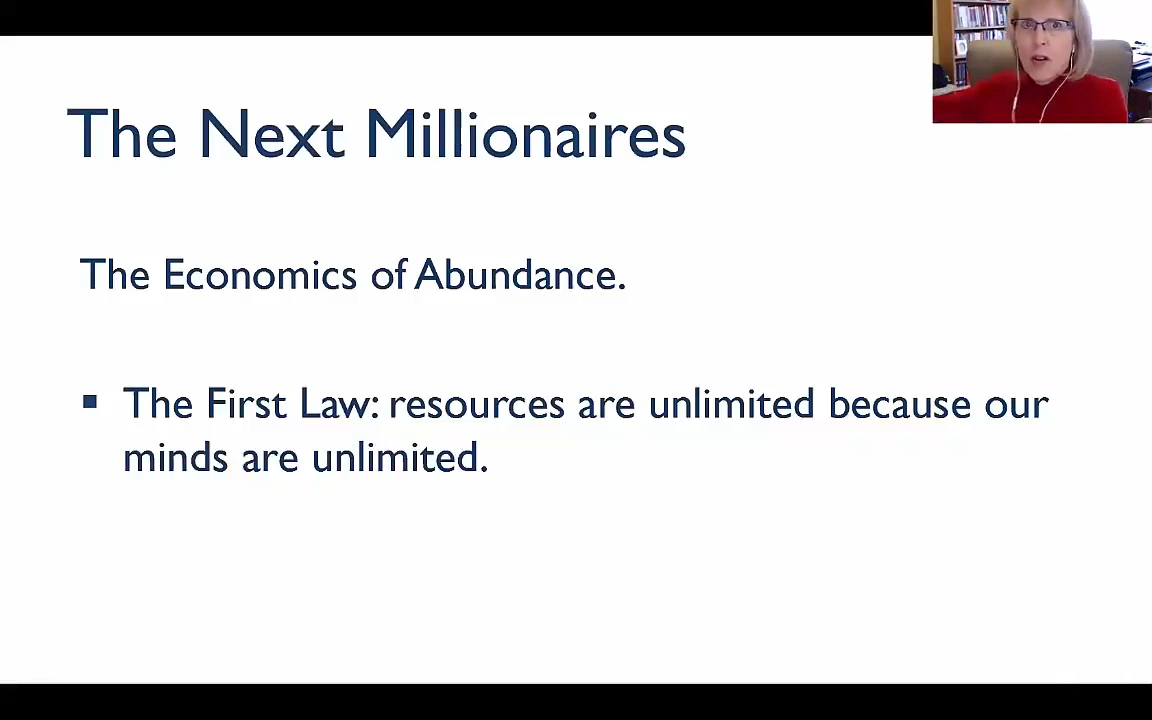 The Next Millionaires
The Economics of Abundance.
▪ The First Law: resources are unlimited because our
minds are unlimited.